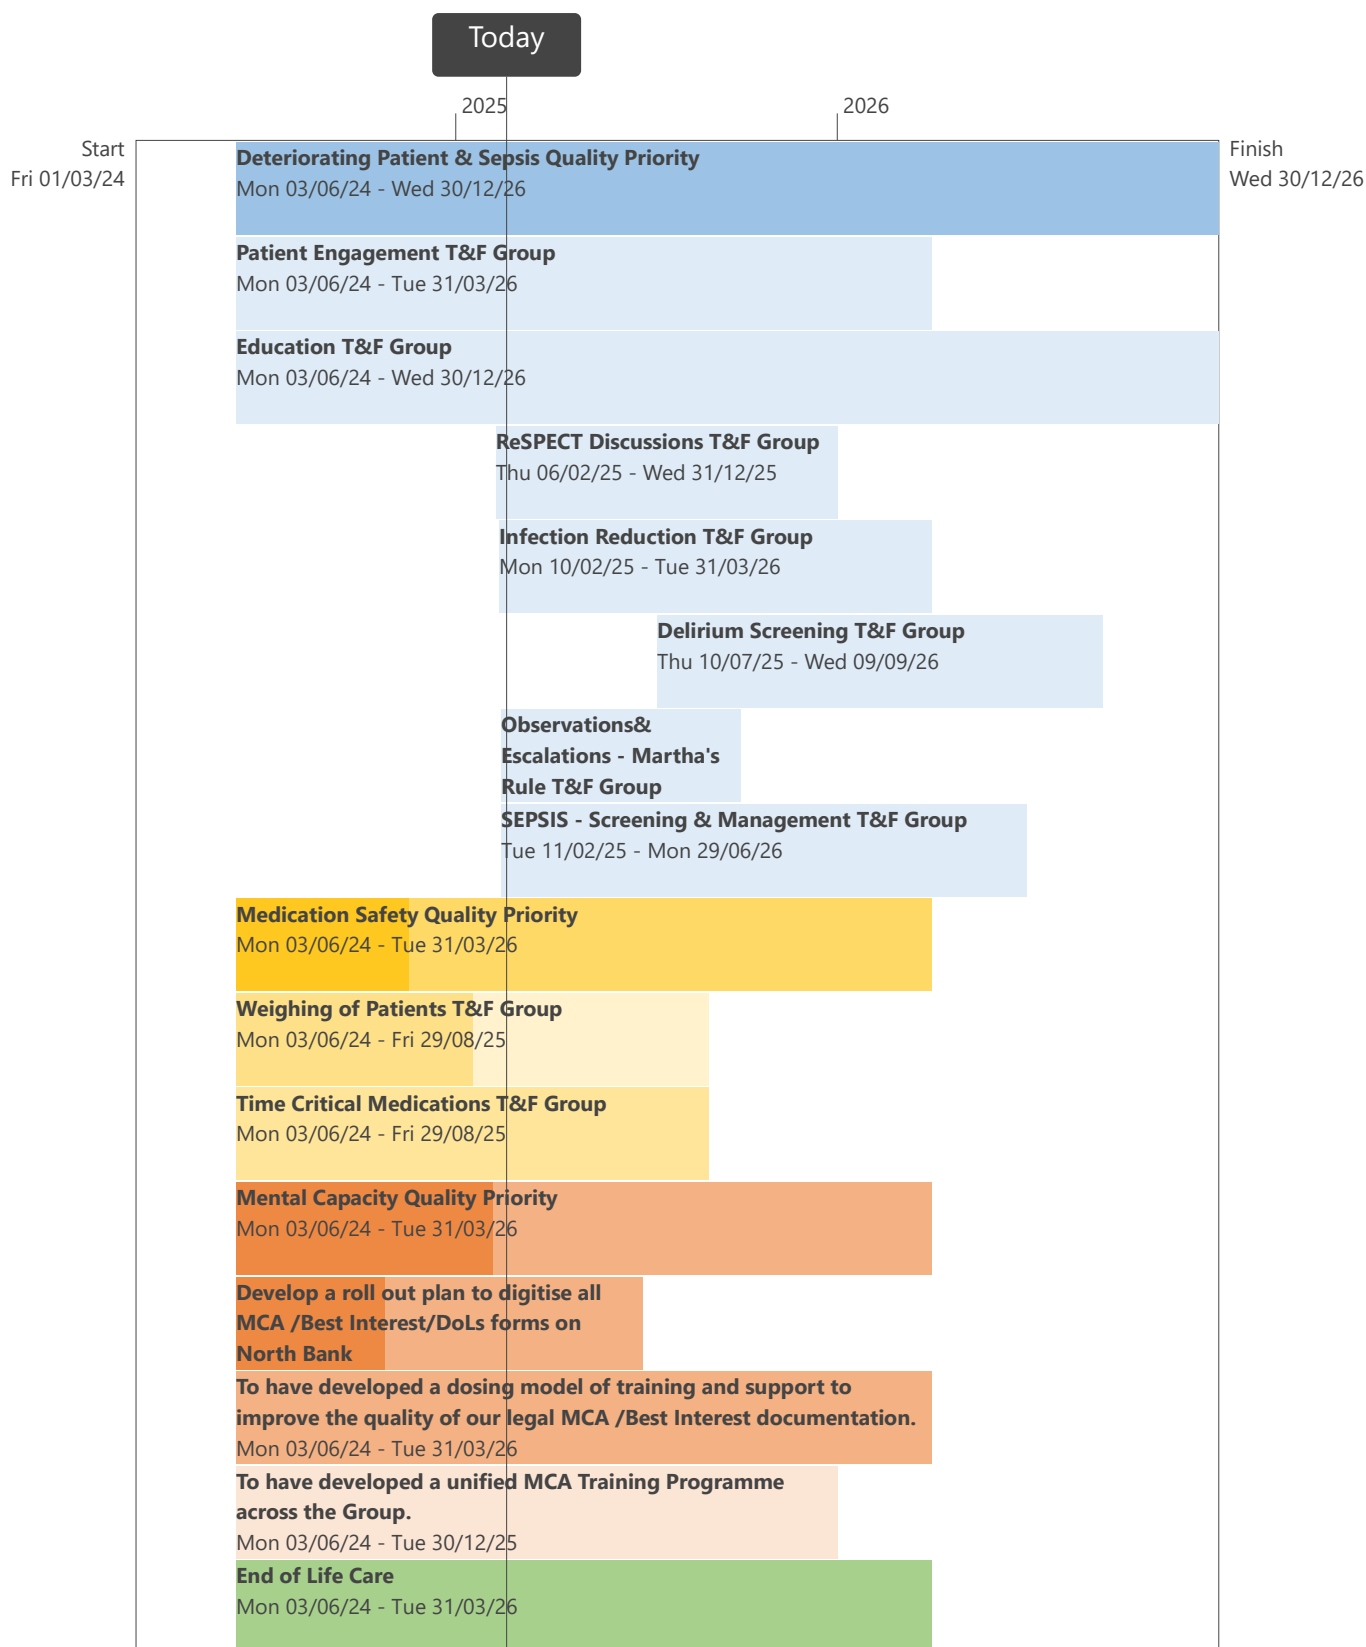 Today
2025
2026
Start
Fri 01/03/24
Finish
Wed 30/12/26
Deteriorating Patient & Sepsis Quality Priority
Mon 03/06/24 - Wed 30/12/26
Patient Engagement T&F Group
Mon 03/06/24 - Tue 31/03/26
Education T&F Group
Mon 03/06/24 - Wed 30/12/26
ReSPECT Discussions T&F Group
Thu 06/02/25 - Wed 31/12/25
Infection Reduction T&F Group
Mon 10/02/25 - Tue 31/03/26
Delirium Screening T&F Group
Thu 10/07/25 - Wed 09/09/26
Observations&
Escalations - Martha's
Rule T&F Group
SEPSIS - Screening & Management T&F Group
Tue 11/02/25 - Mon 29/06/26
Medication Safety Quality Priority
Mon 03/06/24 - Tue 31/03/26
Weighing of Patients T&F Group
Mon 03/06/24 - Fri 29/08/25
Time Critical Medications T&F Group
Mon 03/06/24 - Fri 29/08/25
Mental Capacity Quality Priority
Mon 03/06/24 - Tue 31/03/26
Develop a roll out plan to digitise all
MCA /Best Interest/DoLs forms on
North Bank
To have developed a dosing model of training and support to
improve the quality of our legal MCA /Best Interest documentation.
Mon 03/06/24 - Tue 31/03/26
To have developed a unified MCA Training Programme
across the Group.
Mon 03/06/24 - Tue 30/12/25
End of Life Care
Mon 03/06/24 - Tue 31/03/26